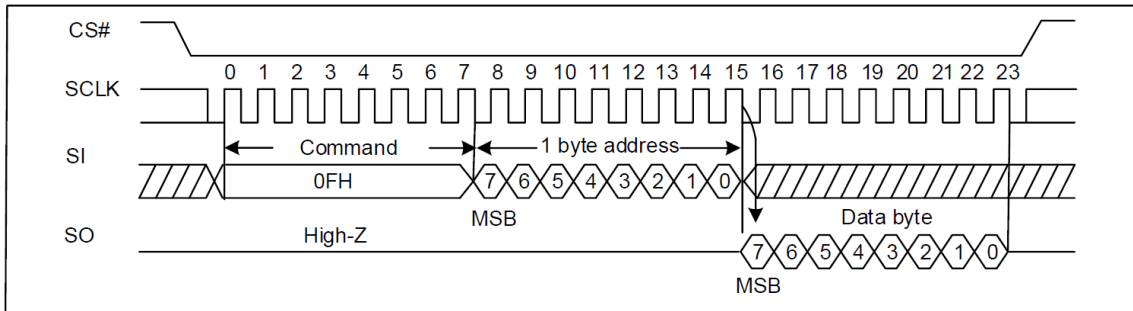 CS#
0 1 2 3 4 5 6 7 8 9 10 11 12 13 14 15 16 17 18 19 20 21 22 23
SCLK
Command 1 byte address
SI
0FH 7 6 5 4 3 2 1 0
MSB Data byte
SO High-Z
7 6 5 4 3 2 1 0
MSB